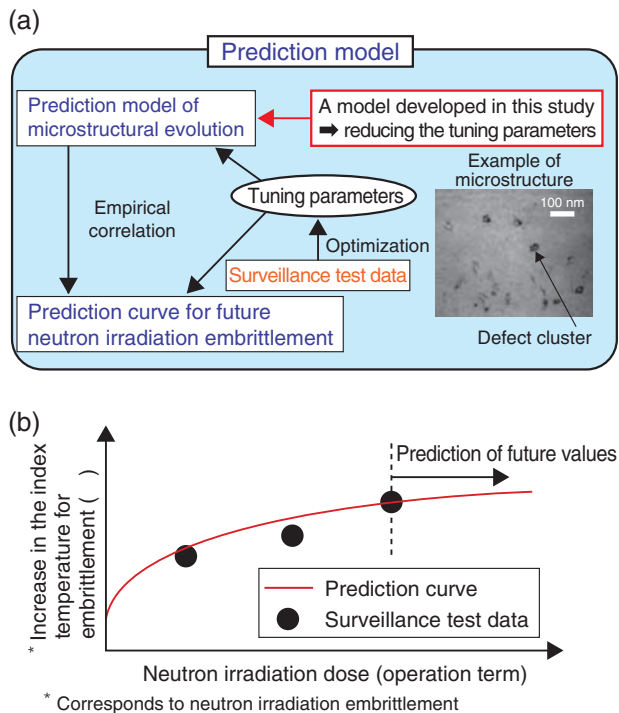 (a)
Prediction model
Prediction model of
microstructural evolution
A model developed in this study
➡ reducing the tuning parameters
Example of
microstructure
100 nm
Tuning parameters
Empirical
correlation
Optimization
Surveillance test data
Prediction curve for future
neutron irradiation embrittlement
Defect cluster
(b)
* Increase in the index
temperature for
embrittlement ( )
Prediction of future values
Prediction curve
Surveillance test data
Neutron irradiation dose (operation term)
* Corresponds to neutron irradiation embrittlement